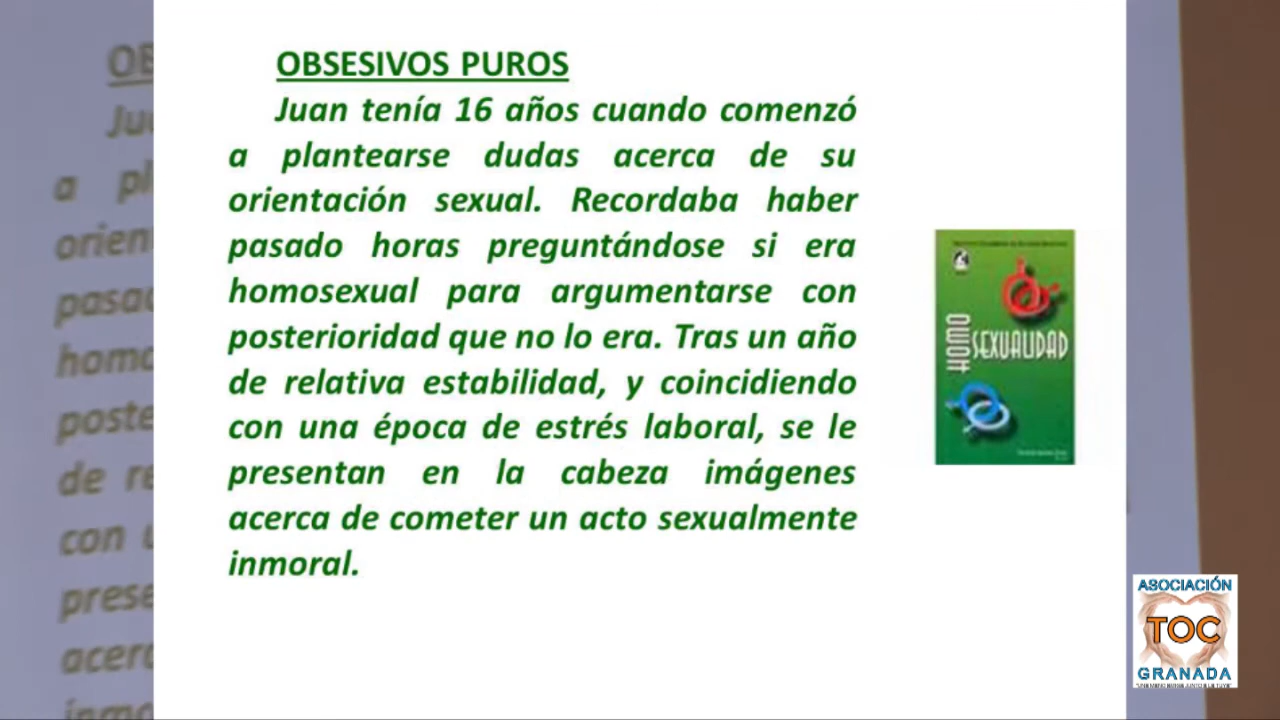 OBSESIVOS PUROS
Juan tenía 16 años cuando comenzó
a plantearse dudas acerca de su
orientación sexual. Recordaba haber
pasado horas preguntándose si era
homosexual para argumentarse con
posterioridad que no lo era. Tras un año
de relativa estabilidad, y coincidiendo
con una época de estrés laboral, se le
presentan en la cabeza imágenes
acerca de cometer un acto sexualmente
inmoral.
HOMO
SEXUALIDAD
ASOCIACIÓN
TOC
GRANADA